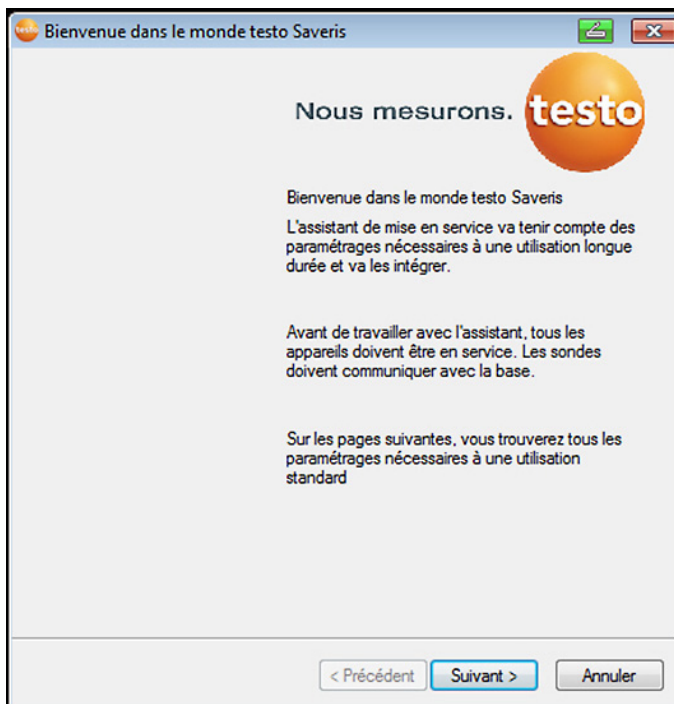 Bienvenue dans le monde testo Saveris
Nous mesurons. testo
Bienvenue dans le monde testo Saveris
L'assistant de mise en service va tenir compte des
paramétrages nécessaires à une utilisation longue
durée et va les intégrer.
Avant de travailler avec l'assistant, tous les
appareils doivent être en service. Les sondes
doivent communiquer avec la base.
Sur les pages suivantes, vous trouverez tous les
paramétrages nécessaires à une utilisation
standard
< Précédent Suivant > Annuler